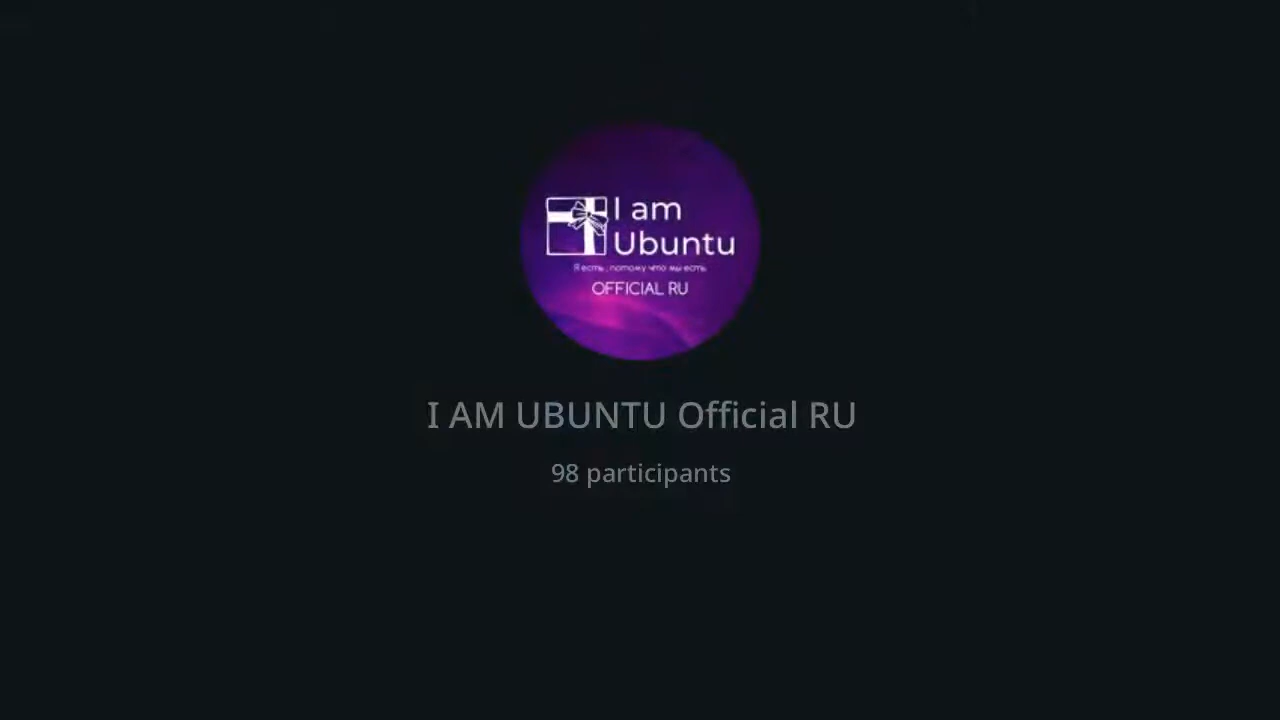 I am
Ubuntu
Я есть, потому что мы есть
OFFICIAL RU
I AM UBUNTU Official RU
98 participants